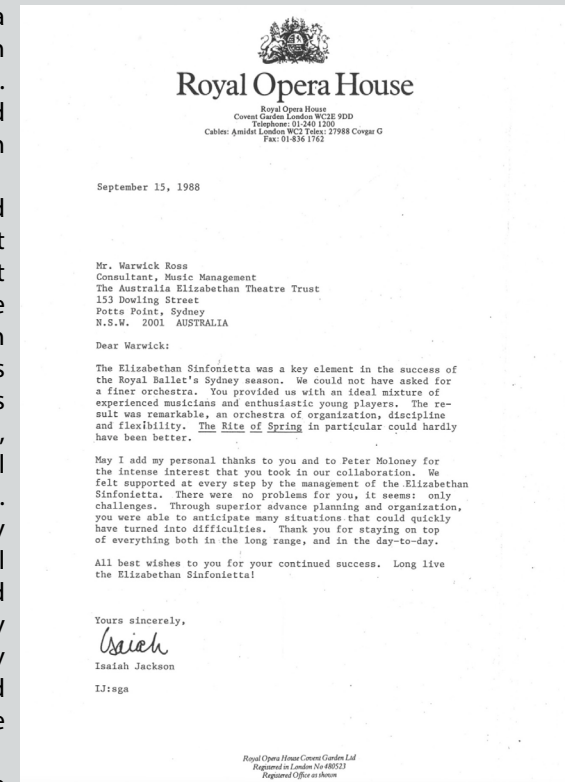 Royal Opera House
Royal Opera House
Covent Garden London WC2E 9DD
Telephone: 01-240 1200
Cables: Amidst London WC2 Telex: 27988 Covgar G
Fax: 01-836 1762
September 15, 1988
Mr. Warwick Ross
Consultant, Music Management
The Australia Elizabethan Theatre Trust
153 Dowling Street
Potts Point, Sydney
N.S.W. 2001 AUSTRALIA
Dear Warwick:
The Elizabethan Sinfonietta was a key element in the success of
the Royal Ballet's Sydney season. We could not have asked for
a finer orchestra. You provided us with an ideal mixture of
experienced musicians and enthusiastic young players. The re-
sult was remarkable, an orchestra of organization, discipline
and flexibility. The Rite of Spring in particular could hardly
have been better.
May I add my personal thanks to you and to Peter Moloney for
the intense interest that you took in our collaboration. We
felt supported at every step by the management of the Elizabethan
Sinfonietta. There were no problems for you, it seems: only
challenges. Through superior advance planning and organization,
you were able to anticipate many situations that could quickly
have turned into difficulties. Thank you for staying on top
of everything both in the long range, and in the day-to-day.
All best wishes to you for your continued success. Long live
the Elizabethan Sinfonietta!
Yours sincerely,
Isaiah
Isaiah Jackson
IJ:sga
Royal Opera House Covent Garden Ltd
Registered in London No 480523
Registered Office as shown